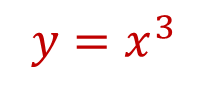 y = x³